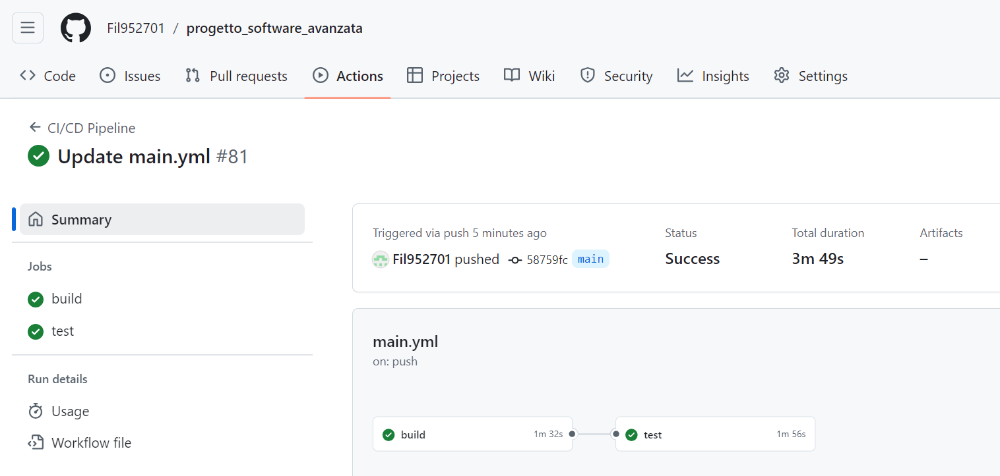 Fil952701 / progetto_software_avanzata
Code Issues Pull requests Actions Projects Wiki Security Insights Settings
CI/CD Pipeline
Update main.yml #81
Summary
Jobs
build
test
Run details
Usage
Workflow file
Triggered via push 5 minutes ago
Fil952701 pushed 58759fc main
Status
Success
Total duration
3m 49s
Artifacts
–
main.yml
on: push
build 1m 32s
test 1m 56s